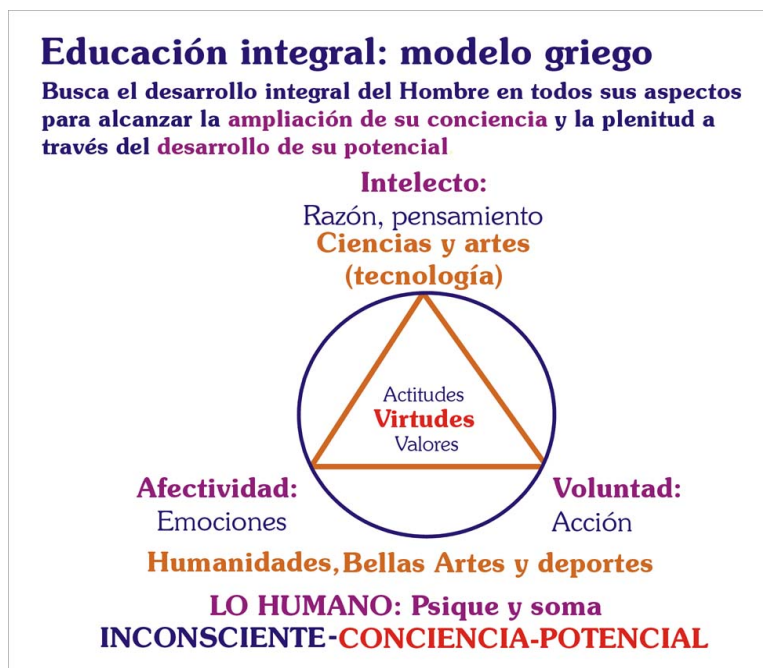 Educación integral: modelo griego
Busca el desarrollo integral del Hombre en todos sus aspectos
para alcanzar la ampliación de su conciencia y la plenitud a
través del desarrollo de su potencial
Intelecto:
Razón, pensamiento
Ciencias y artes
(tecnología)
Actitudes
Virtudes
Valores
Afectividad:
Emociones
Voluntad:
Acción
Humanidades, Bellas Artes y deportes
LO HUMANO: Psique y soma
INCONSCIENTE-CONCIENCIA-POTENCIAL